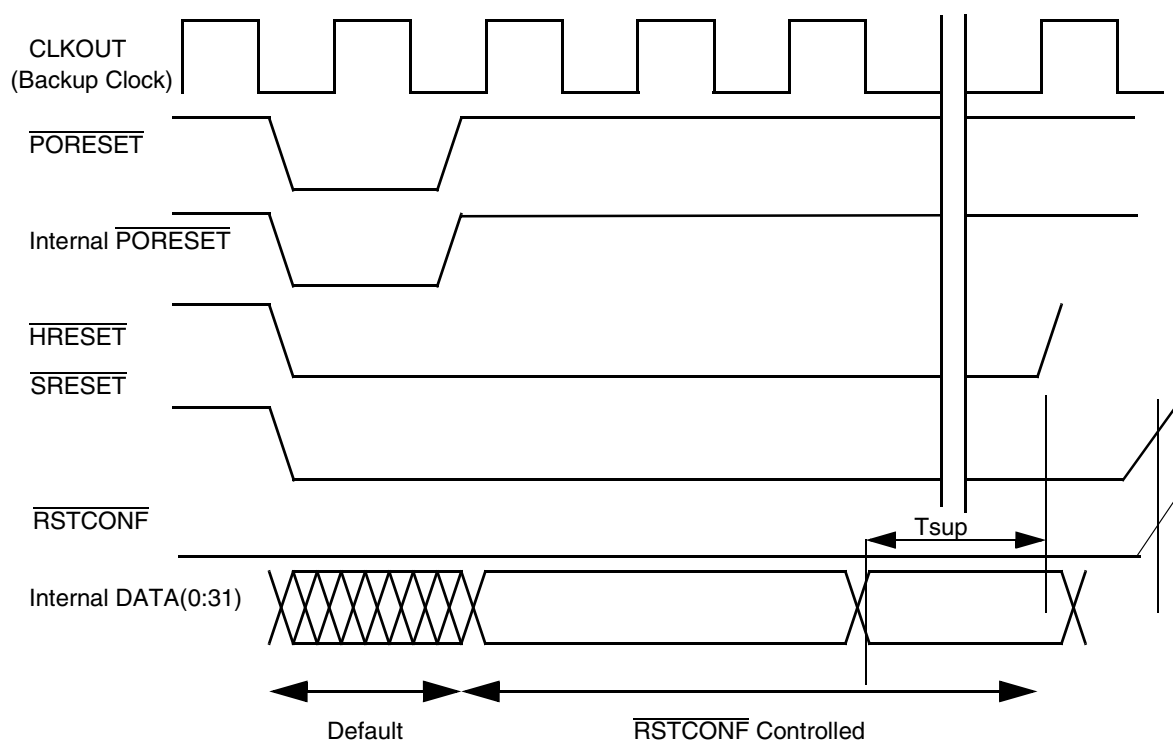 CLKOUT
(Backup Clock)
PORESET
Internal PORESET
HRESET
SRESET
RSTCONF
Tsup
Internal DATA(0:31)
Default
RSTCONF Controlled